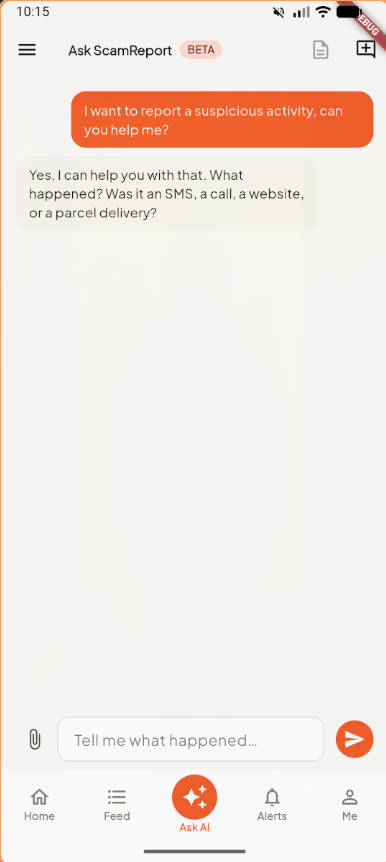 10:15
Ask ScamReport BETA
I want to report a suspicious activity, can
you help me?
Yes, I can help you with that. What
happened? Was it an SMS, a call, a website,
or a parcel delivery?
Tell me what happened...
Home Feed Ask AI Alerts Me